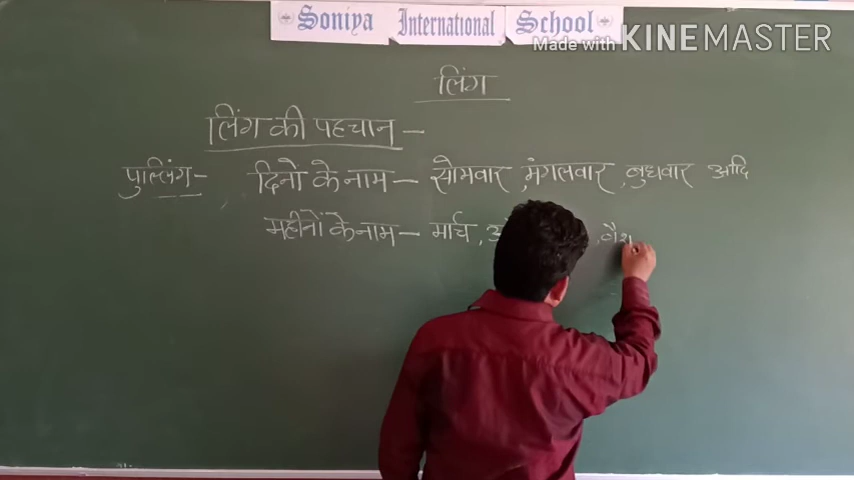 Soniya International School
Made with KINEMASTER
लिंग
लिंग की पहचान -
पुल्लिंग - दिनों के नाम - सोमवार, मंगलवार, बुधवार आदि
महीनों के नाम - मार्च,